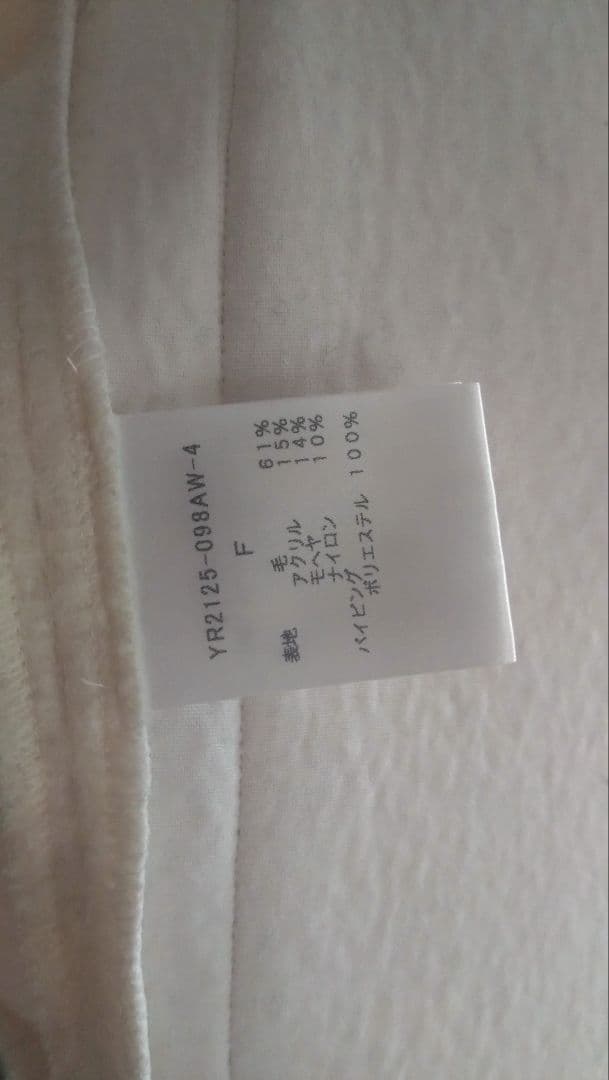 YR2125-098AW-4
F
表地 毛 61%
アクリル 15%
モヘヤ 14%
ナイロン 10%
パイピング
ポリエステル 100%